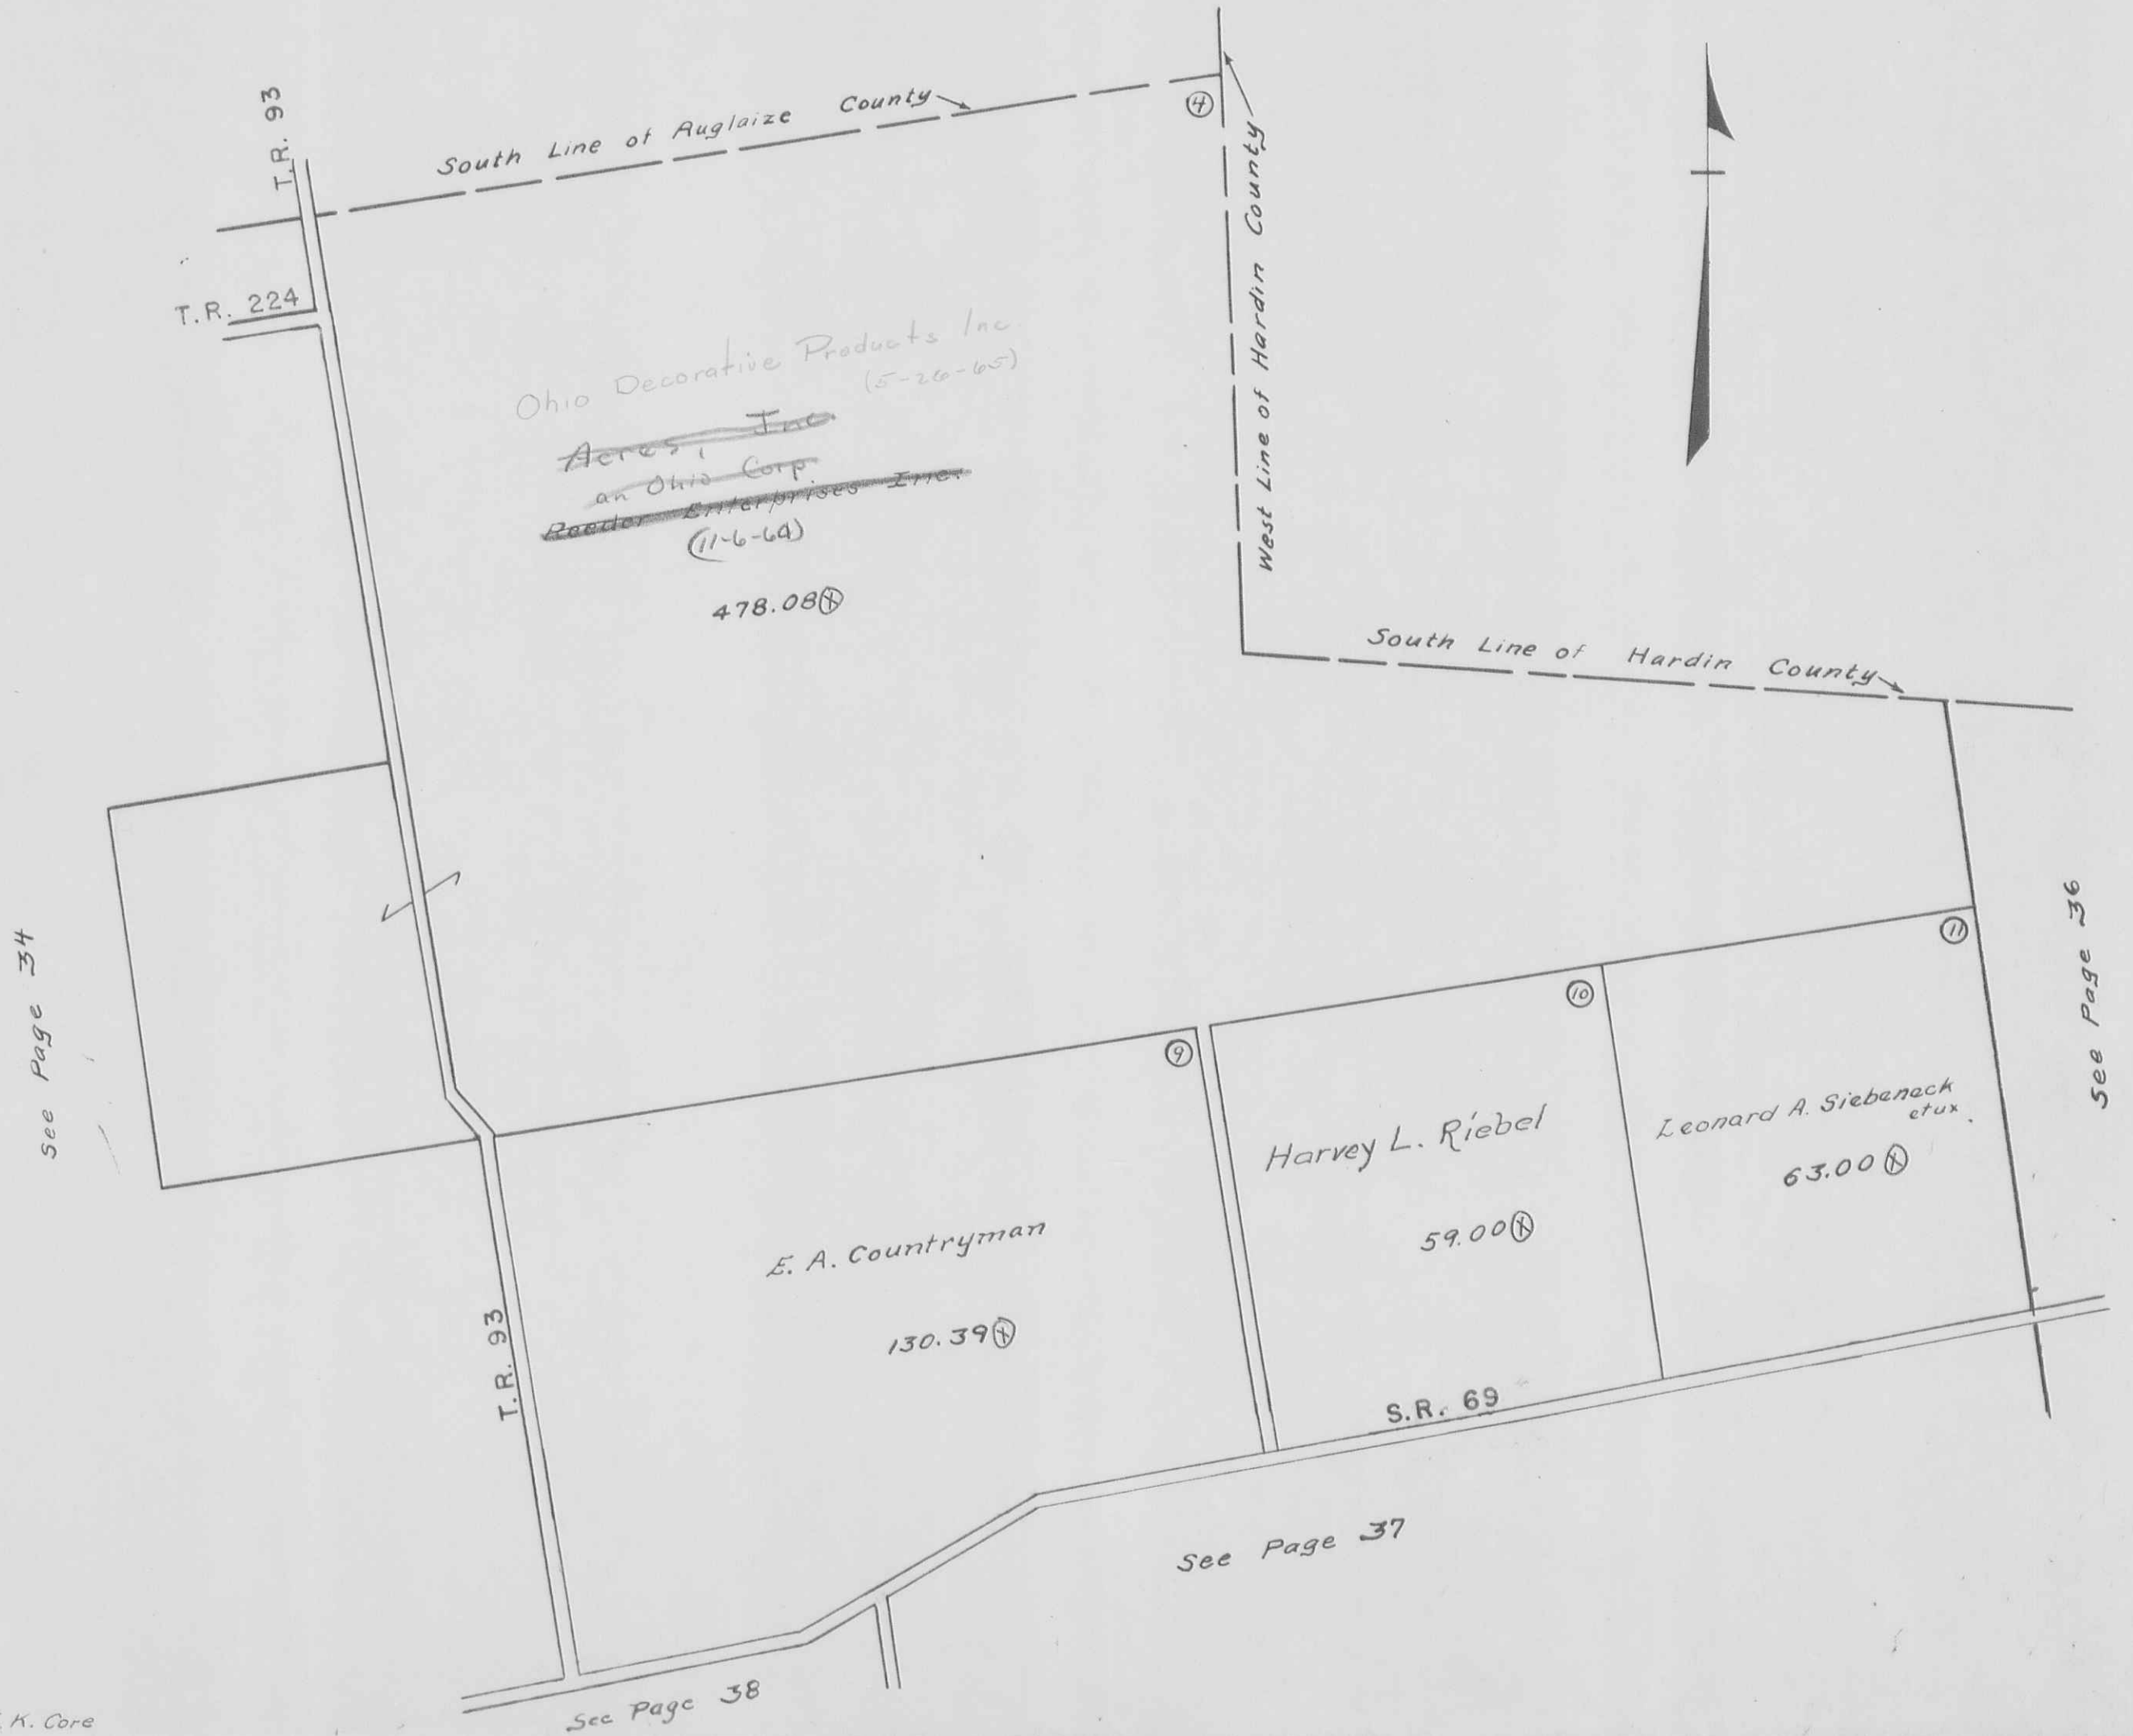 T.R. 93
South Line of Auglaize County
4
West Line of Hardin County
T.R. 224
Ohio Decorative Products Inc.
(5-26-65)
Acres, Inc.
an Ohio Corp.
Reeder Enterprises Inc.
(11-6-64)
478.08 X
South Line of Hardin County
See Page 34
See Page 36
9
10
11
Harvey L. Riebel
59.00 X
Leonard A. Siebeneck
etux.
63.00 X
E. A. Countryman
130.39 X
T.R. 93
S.R. 69
See Page 37
See Page 38
K. Core